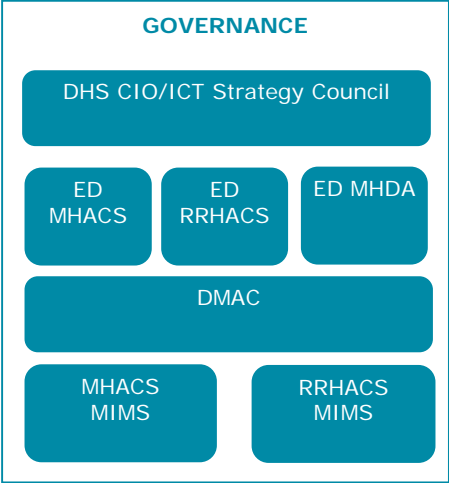 GOVERNANCE
DHS CIO/ICT Strategy Council
ED
MHACS
ED
RRHACS
ED MHDA
DMAC
MHACS
MIMS
RRHACS
MIMS